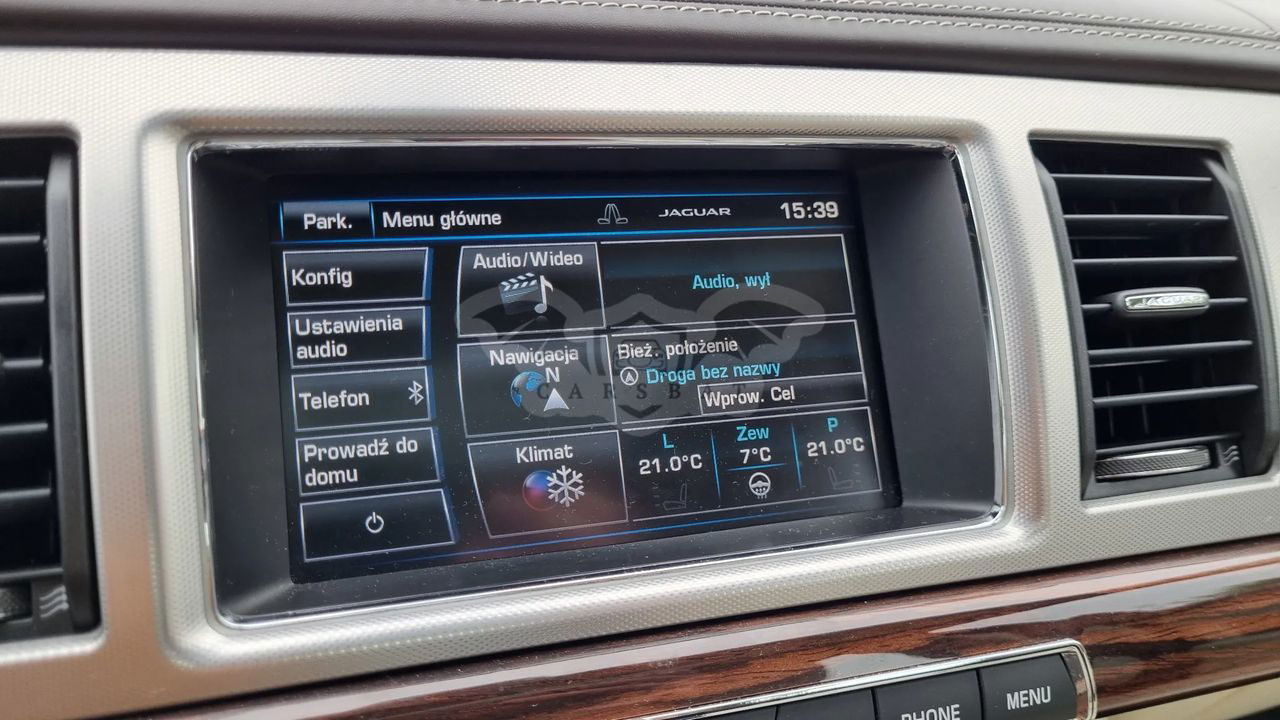 Park.
Menu główne
JAGUAR
15:39
Konfig
Ustawienia
audio
Telefon
Prowadź do
domu
Audio/Wideo
Audio, wył
Nawigacja
N
Bież. położenie
Droga bez nazwy
Wprow. Cel
Klimat
L
21.0°C
Zew
7°C
P
21.0°C
CARSBAT
JAGUAR
PHONE
MENU